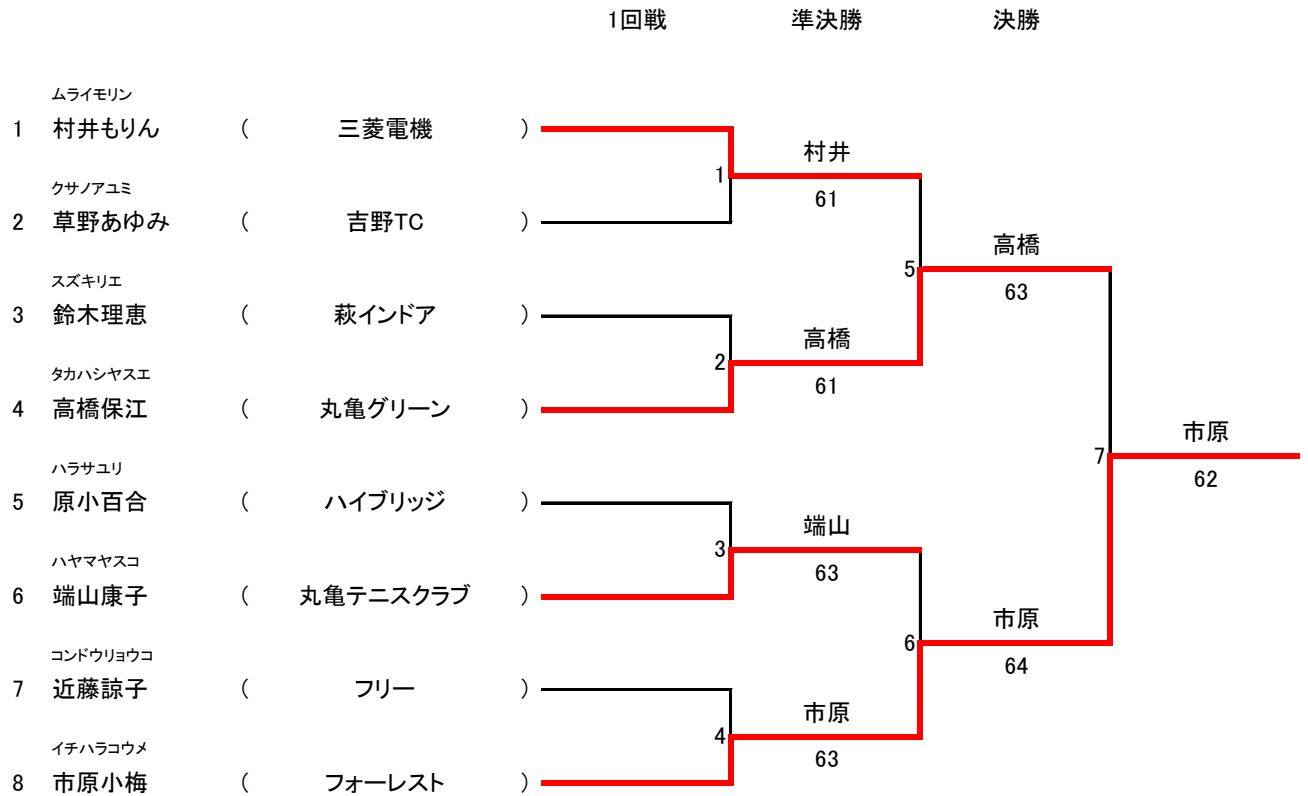 1回戦 準決勝 決勝
ムライモリン
1 村井もりん ( 三菱電機 )
村井
1
クサノアユミ
61
2 草野あゆみ ( 吉野TC )
高橋
5
スズキリエ
63
3 鈴木理恵 ( 萩インドア )
高橋
2
タカハシヤスエ
61
4 高橋保江 ( 丸亀グリーン )
市原
7
ハラサユリ
62
5 原小百合 ( ハイブリッジ )
端山
3
ハヤマヤスコ
63
6 端山康子 ( 丸亀テニスクラブ )
市原
6
コンドウリョウコ
64
7 近藤諒子 ( フリー )
市原
4
イチハラコウメ
63
8 市原小梅 ( フォーレスト )